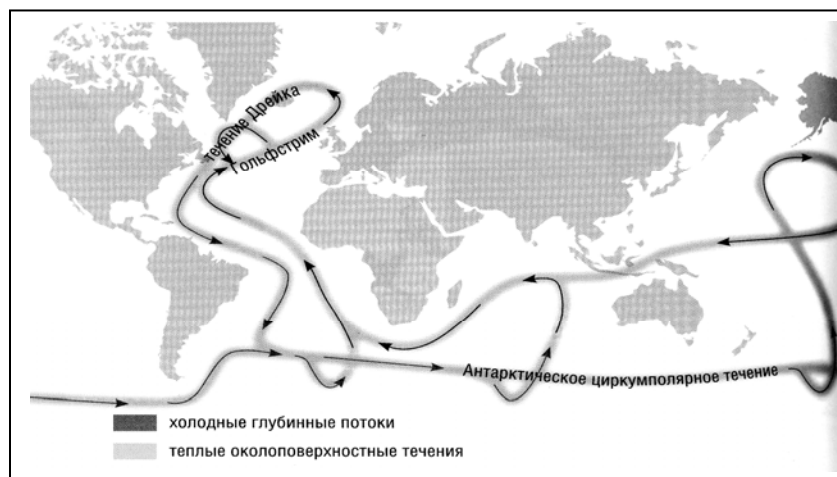 течение Дрейка
Гольфстрим
Антарктическое циркумполярное течение
холодные глубинные потоки
теплые околоповерхностные течения